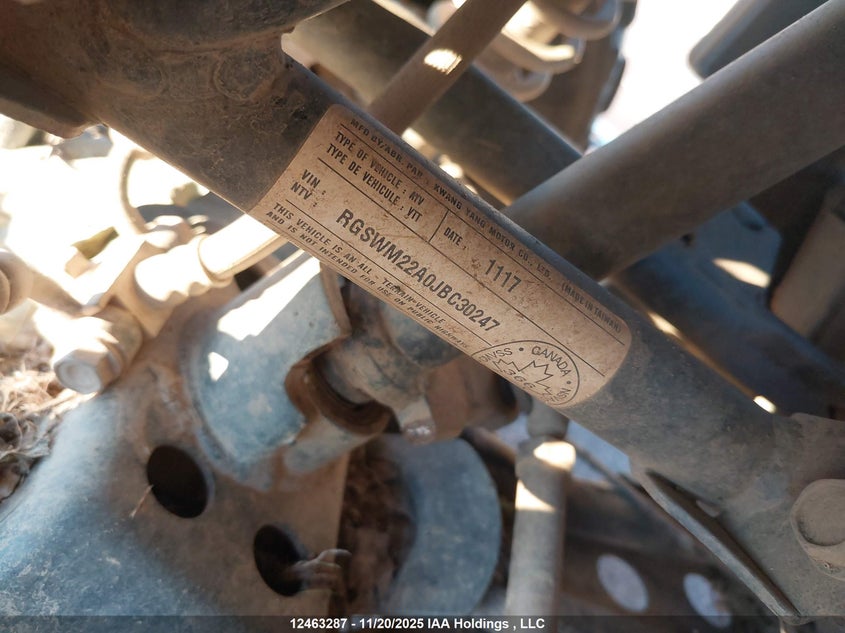 MFD BY/ABR. PAR : KWANG YANG MOTOR CO., LTD. (MADE IN TAIWAN)
TYPE OF VEHICLE : ATV
TYPE DE VEHICULE : VTT
DATE : 1117
VIN :
NTV :
RGSWM22A0JBC30247
THIS VEHICLE IS AN ALL-TERRAIN-VEHICLE
AND IS NOT INTENDED FOR USE ON PUBLIC HIGHWAYS
CANADA
12463287 - 11/20/2025 IAA Holdings , LLC